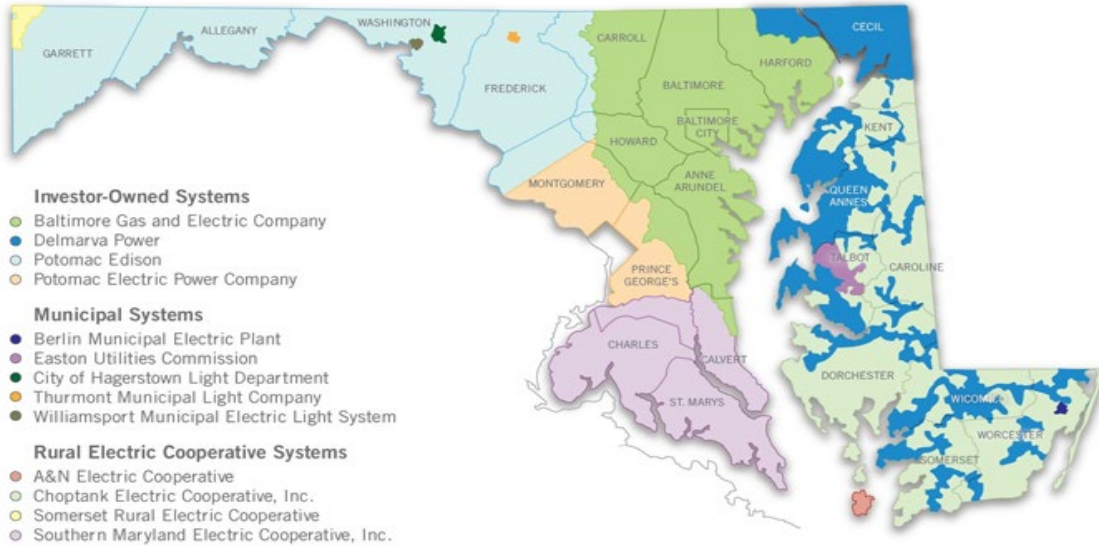 GARRETT
ALLEGANY
WASHINGTON
FREDERICK
CARROLL
BALTIMORE
HARFORD
CECIL
BALTIMORE
CITY
HOWARD
KENT
MONTGOMERY
ANNE
ARUNDEL
QUEEN
ANNES
PRINCE
GEORGE'S
TALBOT
CAROLINE
CHARLES
CALVERT
ST. MARYS
DORCHESTER
WICOMICO
WORCESTER
SOMERSET
Investor-Owned Systems
Baltimore Gas and Electric Company
Delmarva Power
Potomac Edison
Potomac Electric Power Company
Municipal Systems
Berlin Municipal Electric Plant
Easton Utilities Commission
City of Hagerstown Light Department
Thurmont Municipal Light Company
Williamsport Municipal Electric Light System
Rural Electric Cooperative Systems
A&N Electric Cooperative
Choptank Electric Cooperative, Inc.
Somerset Rural Electric Cooperative
Southern Maryland Electric Cooperative, Inc.